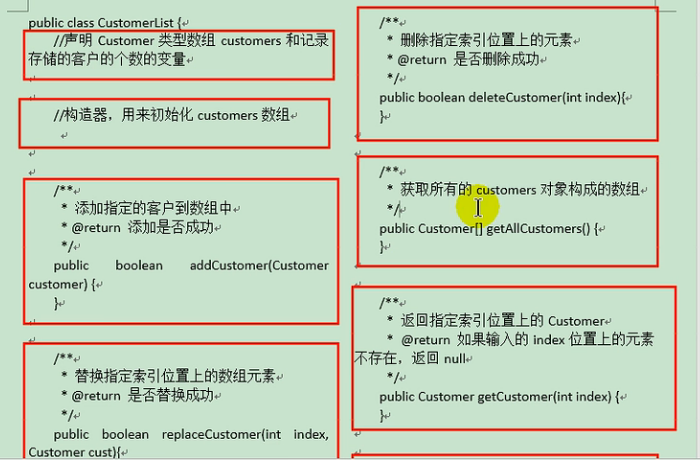 public class CustomerList {
//声明 Customer 类型数组 customers 和记录
存储的客户的个数的变量
//构造器，用来初始化 customers 数组
/**
* 添加指定的客户到数组中
* @return 添加是否成功
*/
public boolean addCustomer(Customer
customer) {
}
/**
* 替换指定索引位置上的数组元素
* @return 是否替换成功
*/
public boolean replaceCustomer(int index,
Customer cust){
/**
* 删除指定索引位置上的元素
* @return 是否删除成功
*/
public boolean deleteCustomer(int index){
}
/**
* 获取所有的 customers 对象构成的数组
*/
public Customer[] getAllCustomers() {
}
/**
* 返回指定索引位置上的 Customer
* @return 如果输入的 index 位置上的元素
不存在，返回 null
*/
public Customer getCustomer(int index) {
}